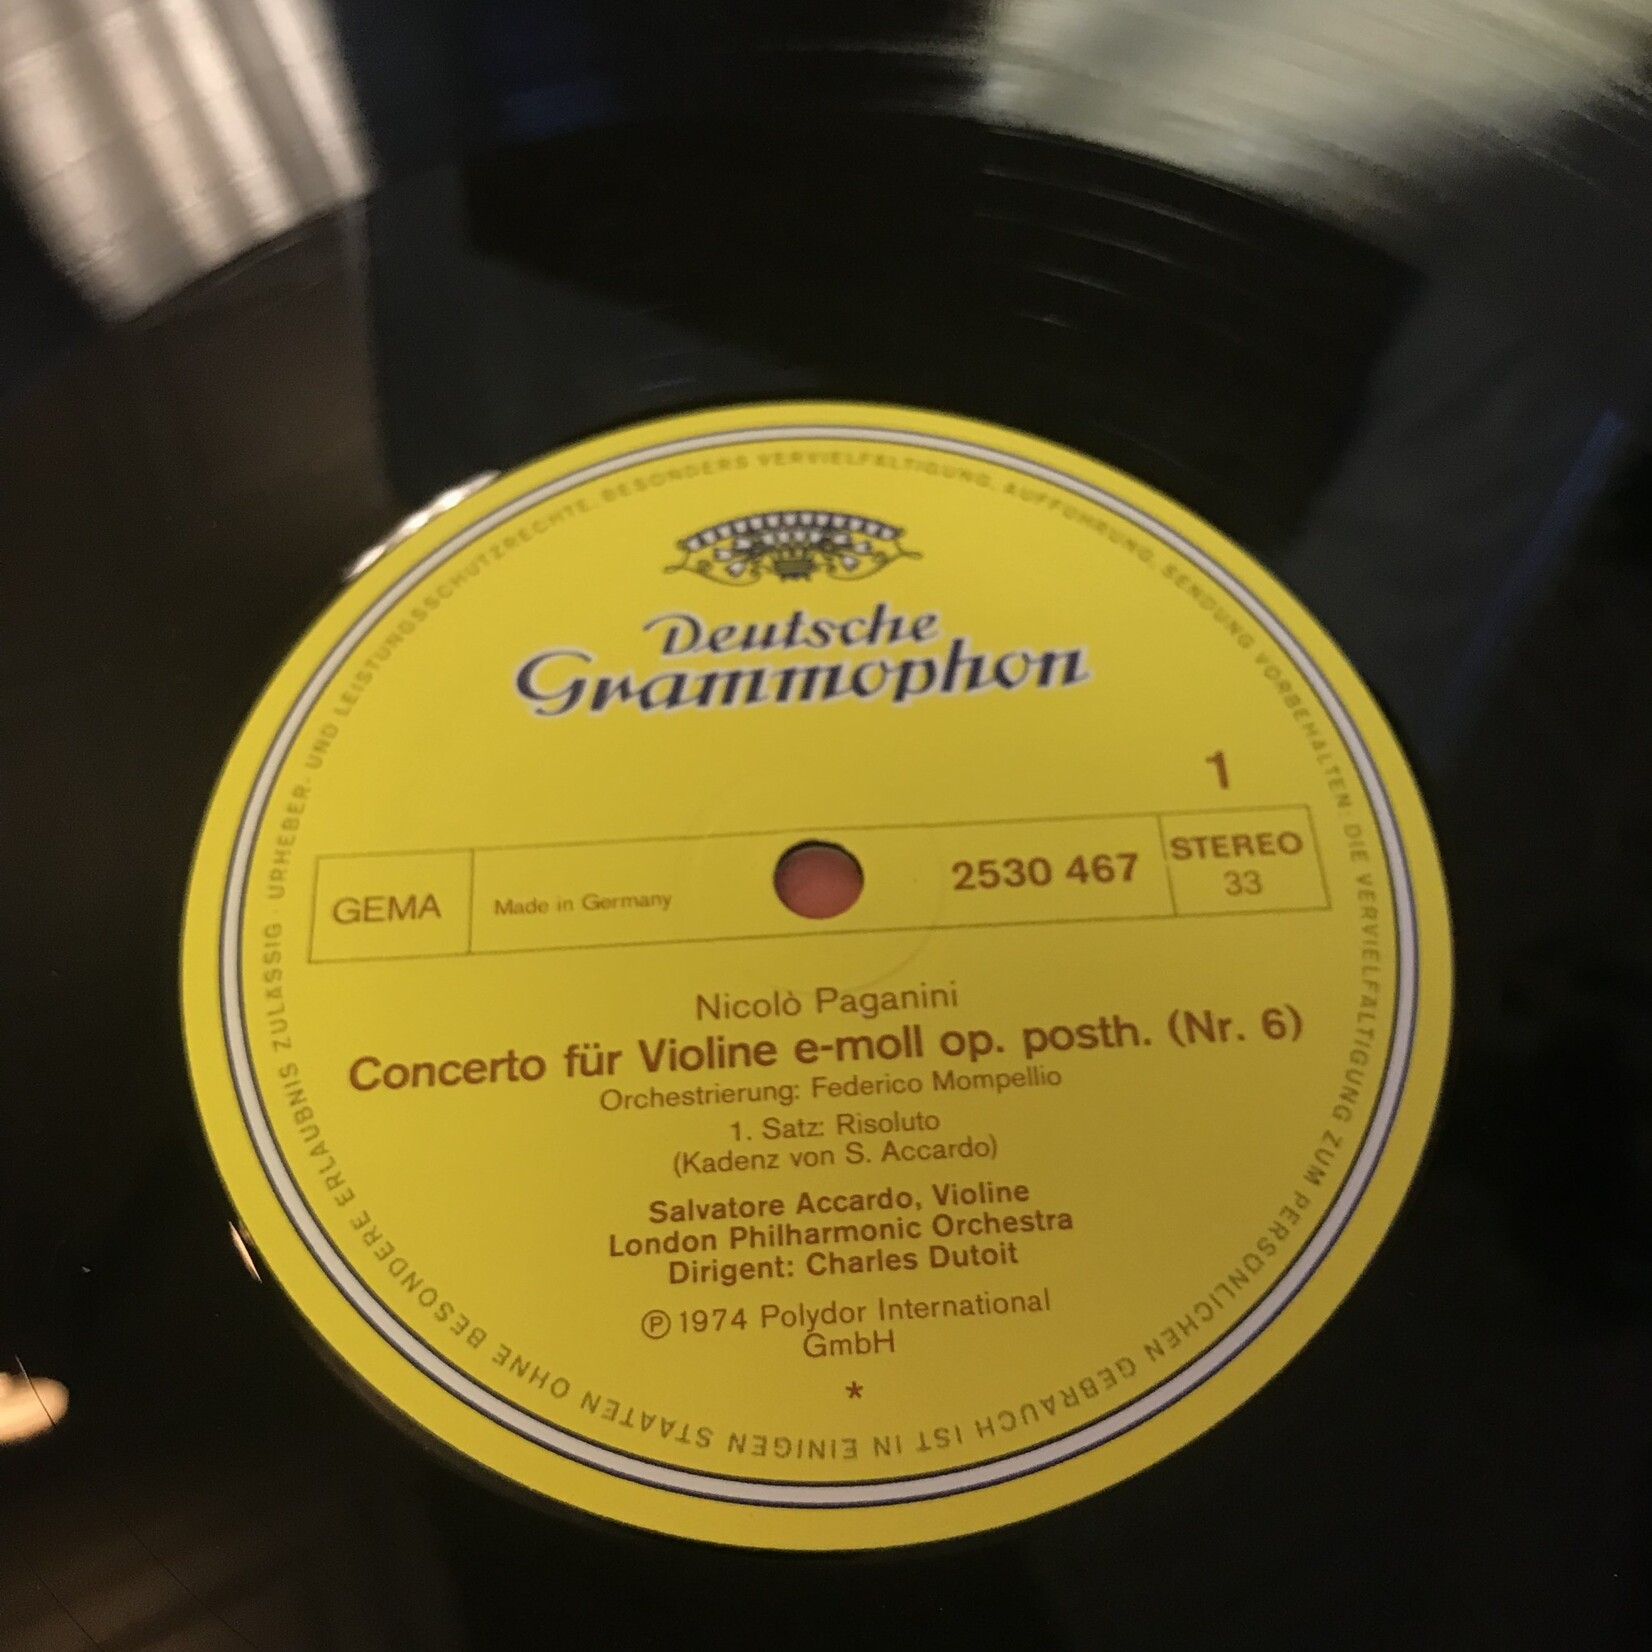 Deutsche
Grammophon
1
GEMA
Made in Germany
2530 467
STEREO
33
Nicolò Paganini
Concerto für Violine e-moll op. posth. (Nr. 6)
Orchestrierung: Federico Mompellio
1. Satz: Risoluto
(Kadenz von S. Accardo)
Salvatore Accardo, Violine
London Philharmonic Orchestra
Dirigent: Charles Dutoit
℗ 1974 Polydor International
GmbH
*
URHEBER- UND LEISTUNGSSCHUTZRECHTE, BESONDERS VERVIELFÄLTIGUNG, AUFFÜHRUNG, SENDUNG VORBEHALTEN: DIE VERVIELFÄLTIGUNG ZUM PERSÖNLICHEN GEBRAUCH IST IN EINIGEN STAATEN OHNE BESONDERE ERLAUBNIS ZULÄSSIG ·